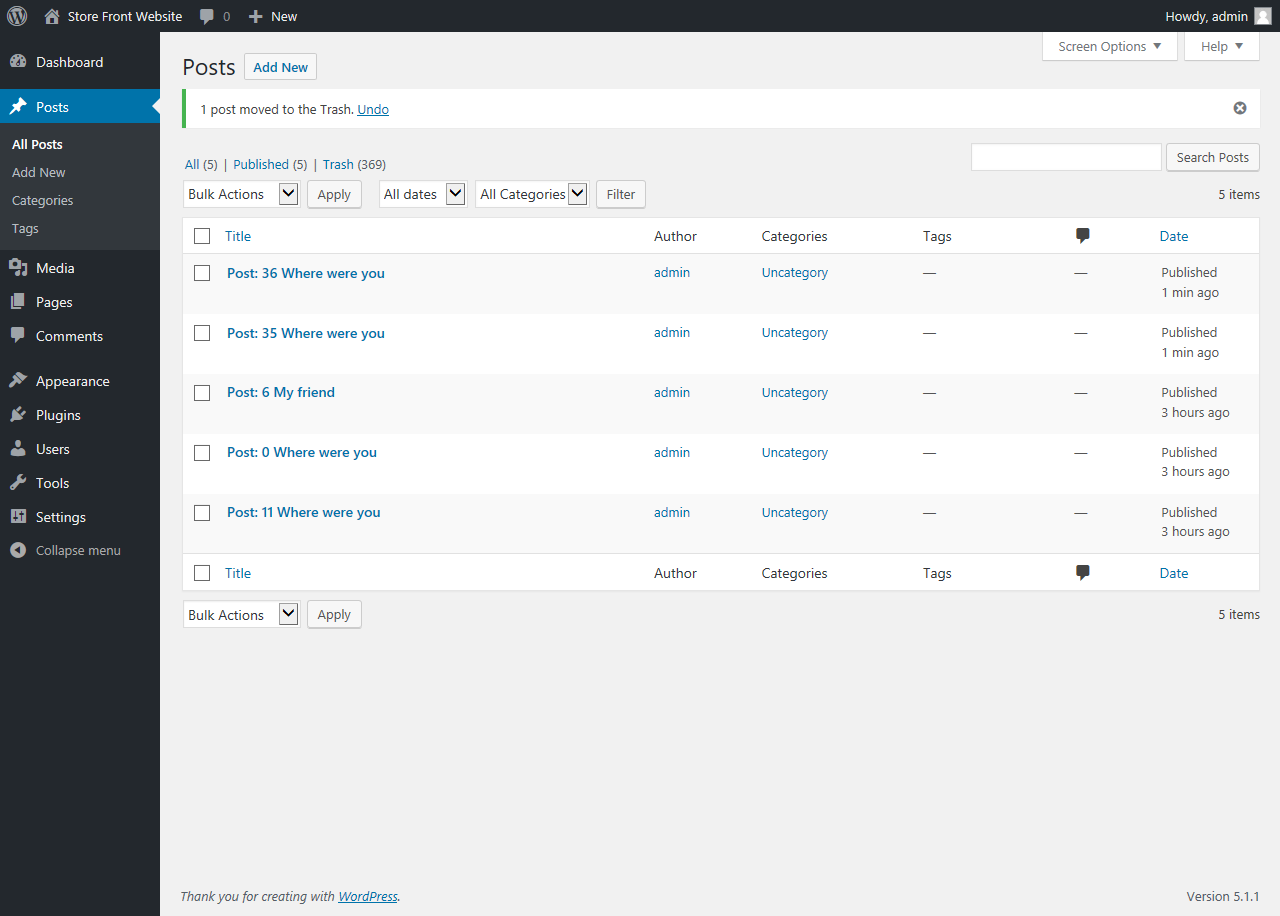 Store Front Website 0 New Howdy, admin
Screen Options Help
Dashboard
Posts
All Posts
Add New
Categories
Tags
Media
Pages
Comments
Appearance
Plugins
Users
Tools
Settings
Collapse menu
Posts Add New
1 post moved to the Trash. Undo
All (5) | Published (5) | Trash (369) Search Posts
Bulk Actions Apply All dates All Categories Filter 5 items
Title Author Categories Tags Date
Post: 36 Where were you admin Uncategory — — Published
1 min ago
Post: 35 Where were you admin Uncategory — — Published
1 min ago
Post: 6 My friend admin Uncategory — — Published
3 hours ago
Post: 0 Where were you admin Uncategory — — Published
3 hours ago
Post: 11 Where were you admin Uncategory — — Published
3 hours ago
Title Author Categories Tags Date
Bulk Actions Apply 5 items
Thank you for creating with WordPress. Version 5.1.1